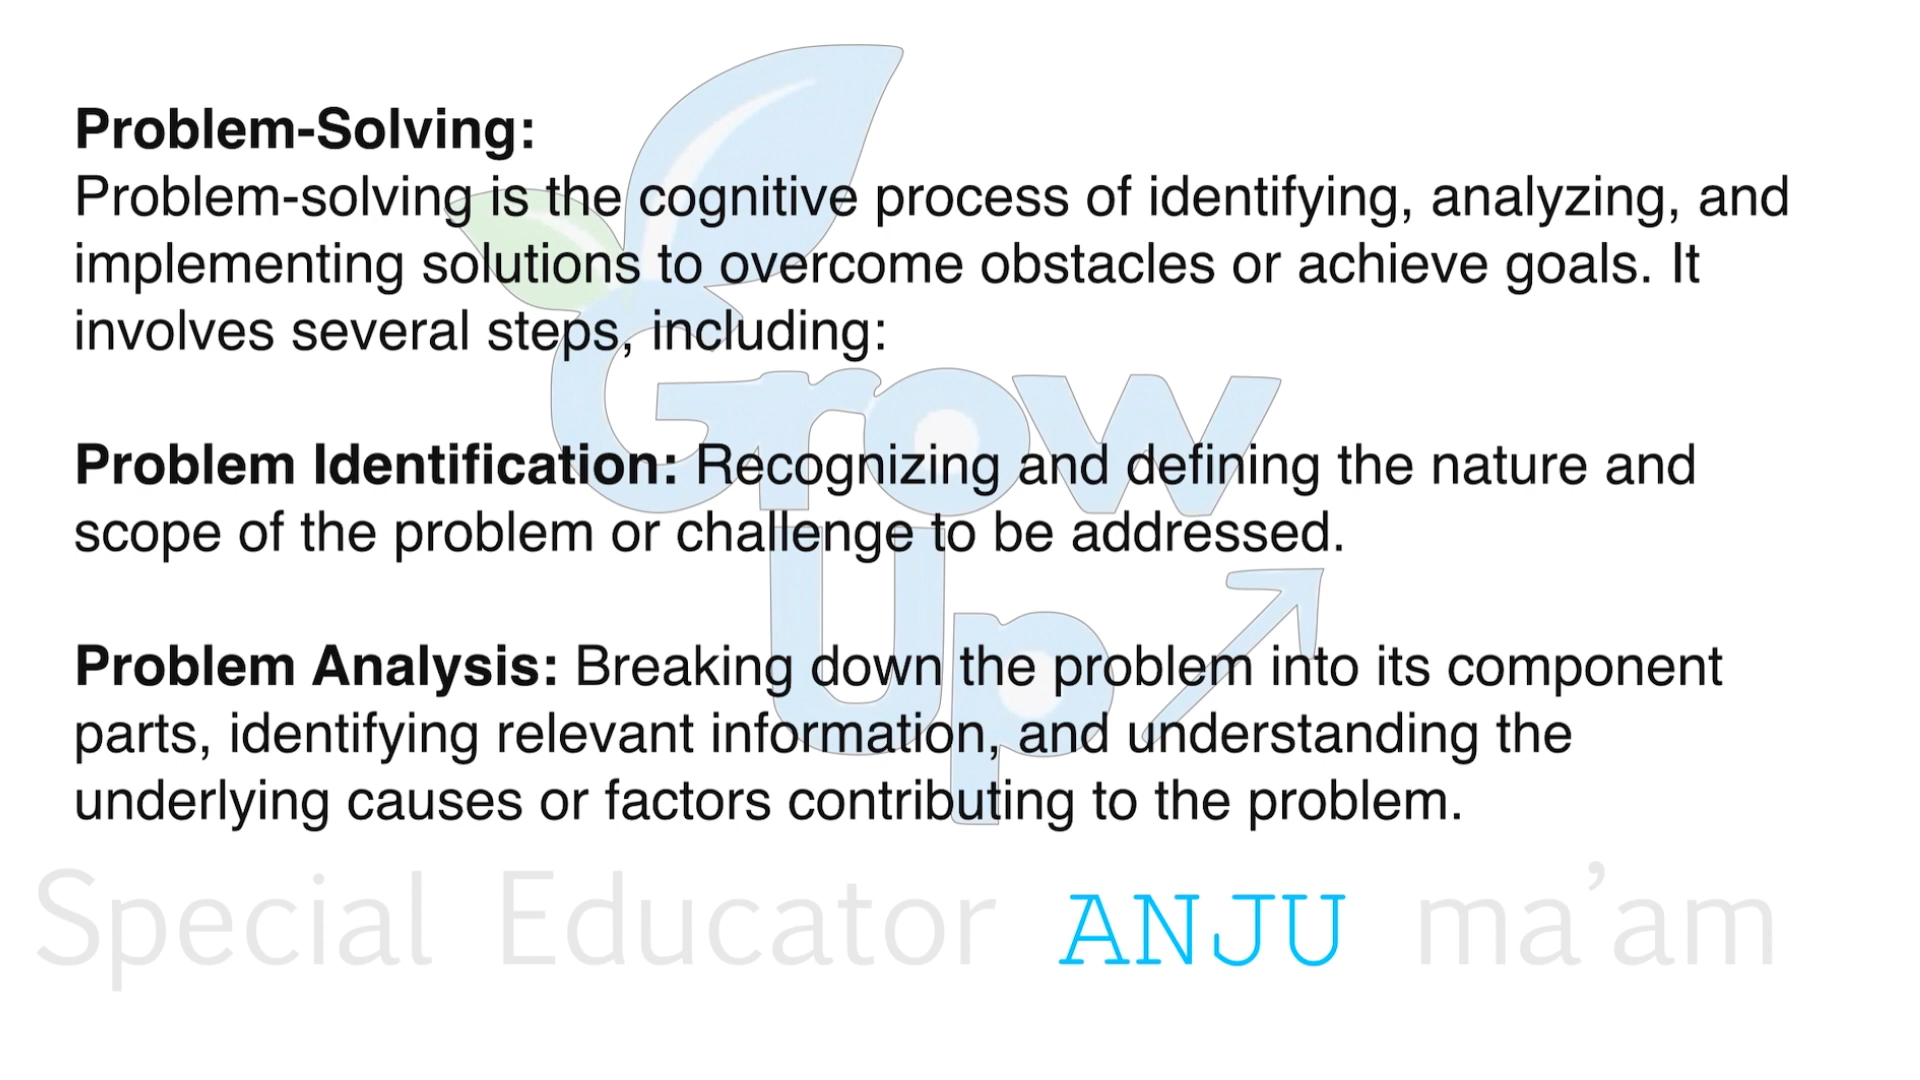 Problem-Solving:
Problem-solving is the cognitive process of identifying, analyzing, and
implementing solutions to overcome obstacles or achieve goals. It
involves several steps, including:
Problem Identification: Recognizing and defining the nature and
scope of the problem or challenge to be addressed.
Problem Analysis: Breaking down the problem into its component
parts, identifying relevant information, and understanding the
underlying causes or factors contributing to the problem.
Grow
Up
Special Educator ANJU ma’am